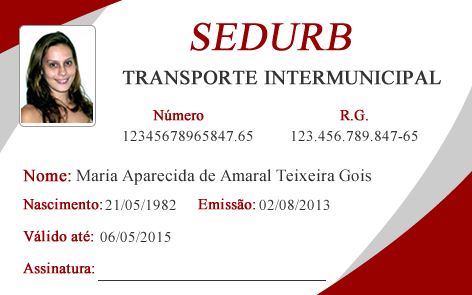 SEDURB
TRANSPORTE INTERMUNICIPAL
Número R.G.
12345678965847.65 123.456.789.847-65
Nome: Maria Aparecida de Amaral Teixeira Gois
Nascimento: 21/05/1982 Emissão: 02/08/2013
Válido até: 06/05/2015
Assinatura: